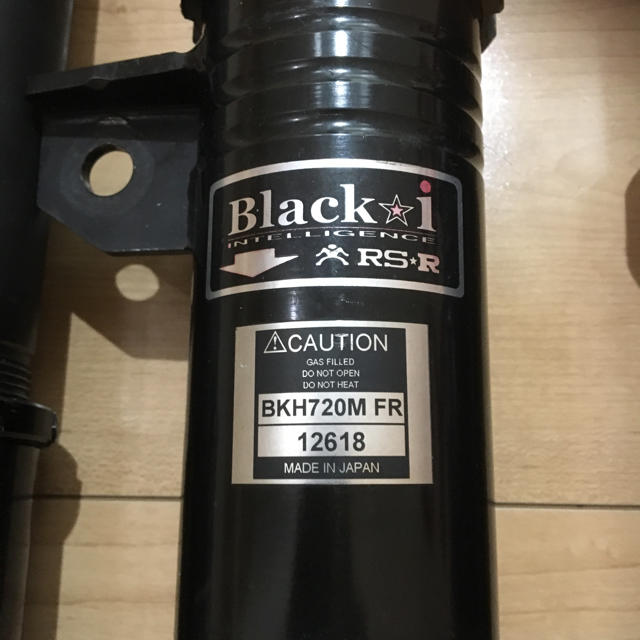 Black☆i
INTELLIGENCE
RS★R
⚠CAUTION
GAS FILLED
DO NOT OPEN
DO NOT HEAT
BKH720M FR
12618
MADE IN JAPAN